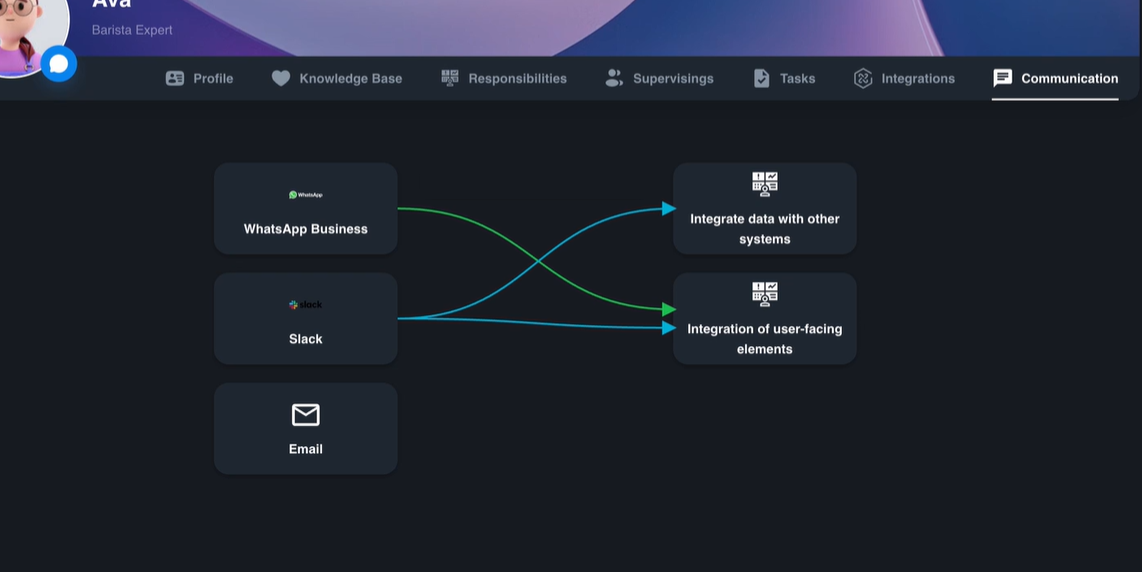 Ava
Barista Expert
Profile
Knowledge Base
Responsibilities
Supervisings
Tasks
Integrations
Communication
WhatsApp
WhatsApp Business
Integrate data with other
systems
slack
Slack
Integration of user-facing
elements
Email